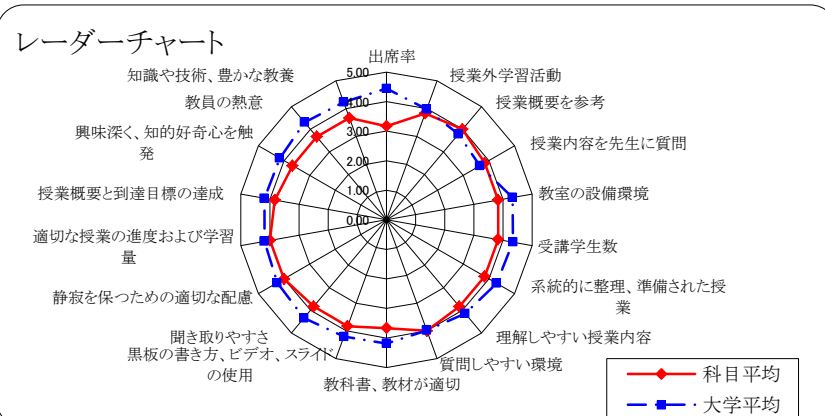 レーダーチャート
出席率
授業外学習活動
授業概要を参考
授業内容を先生に質問
教室の設備環境
受講学生数
系統的に整理、準備された授
業
理解しやすい授業内容
質問しやすい環境
教科書、教材が適切
黒板の書き方、ビデオ、スライド
の使用
聞き取りやすさ
静寂を保つための適切な配慮
適切な授業の進度および学習
量
授業概要と到達目標の達成
興味深く、知的好奇心を触
発
教員の熱意
知識や技術、豊かな教養
5.00
4.00
3.00
2.00
1.00
0.00
科目平均
大学平均